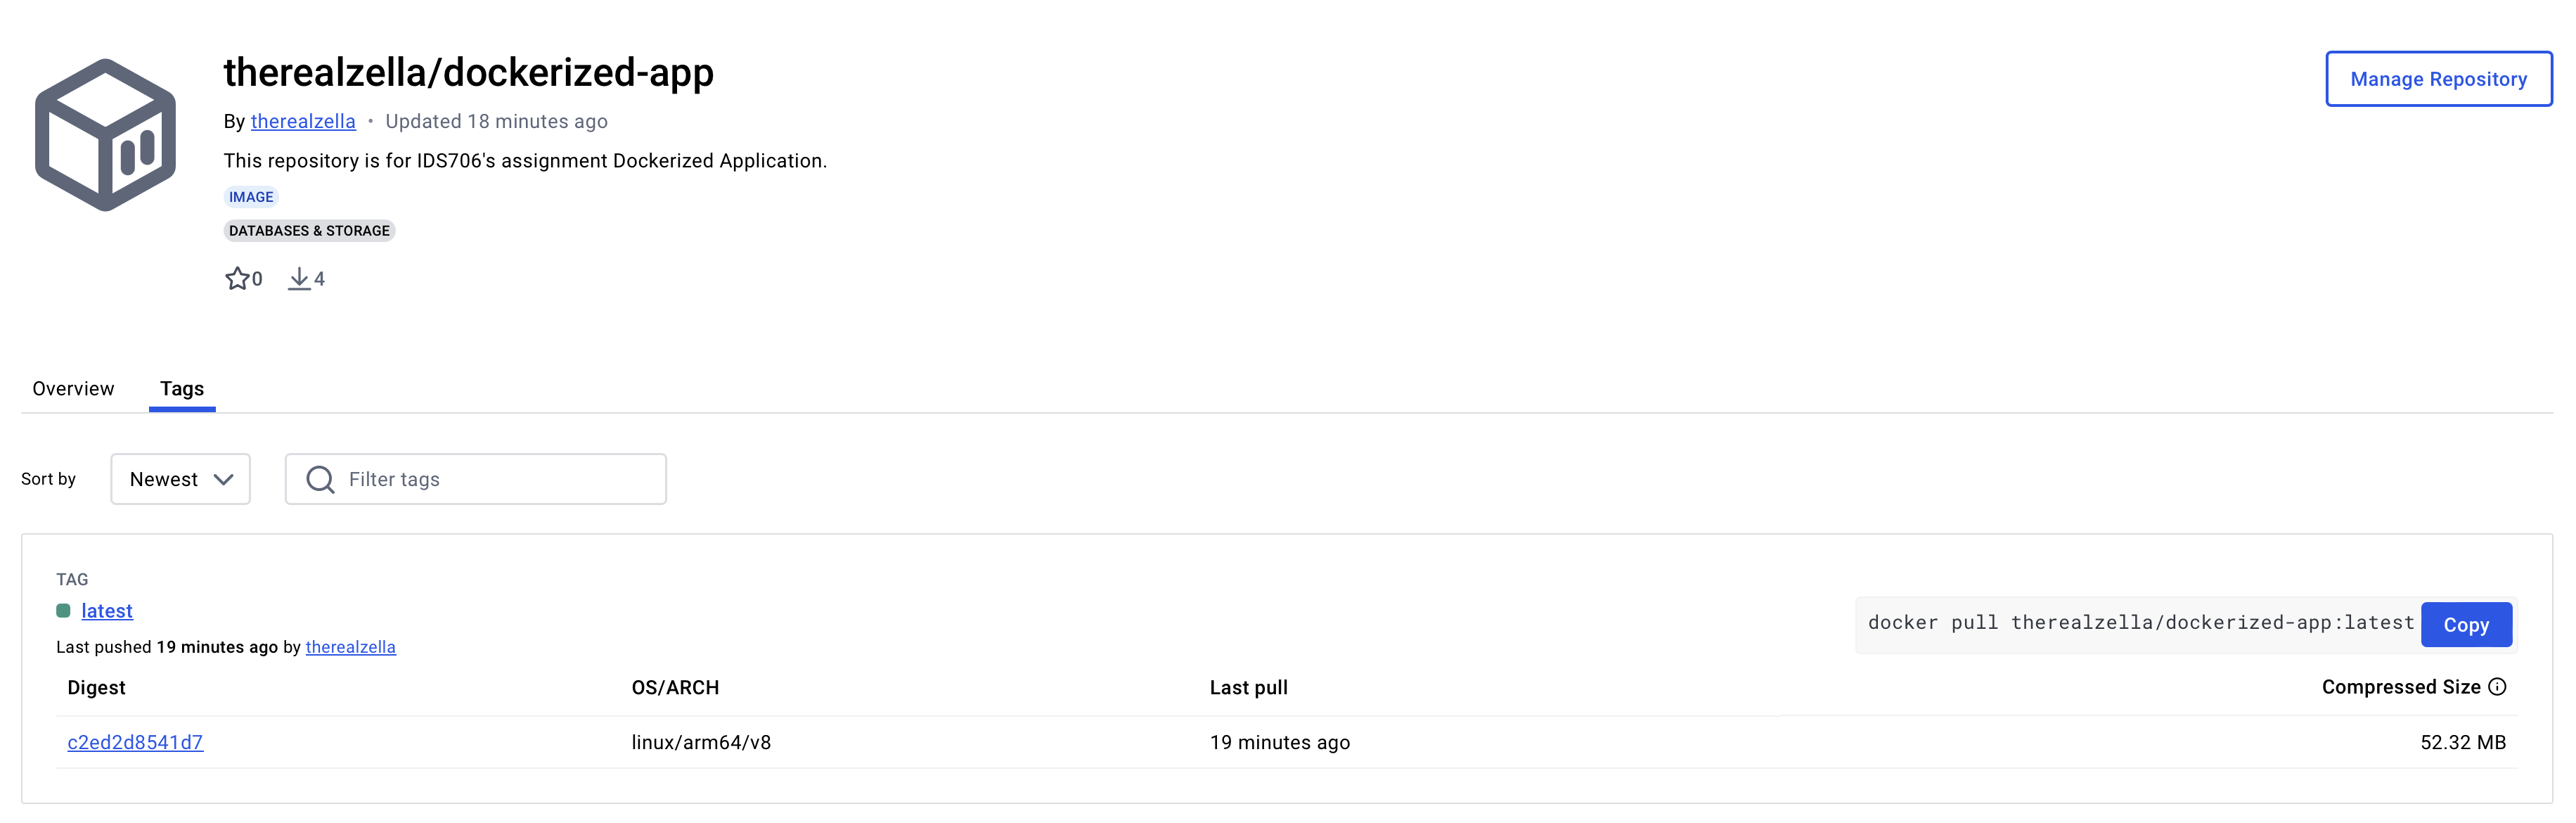 therealzella/dockerized-app
Manage Repository
By therealzella • Updated 18 minutes ago
This repository is for IDS706's assignment Dockerized Application.
IMAGE
DATABASES & STORAGE
0 4
Overview Tags
Sort by Newest Filter tags
TAG
latest
docker pull therealzella/dockerized-app:latest Copy
Last pushed 19 minutes ago by therealzella
Digest OS/ARCH Last pull Compressed Size
c2ed2d8541d7 linux/arm64/v8 19 minutes ago 52.32 MB